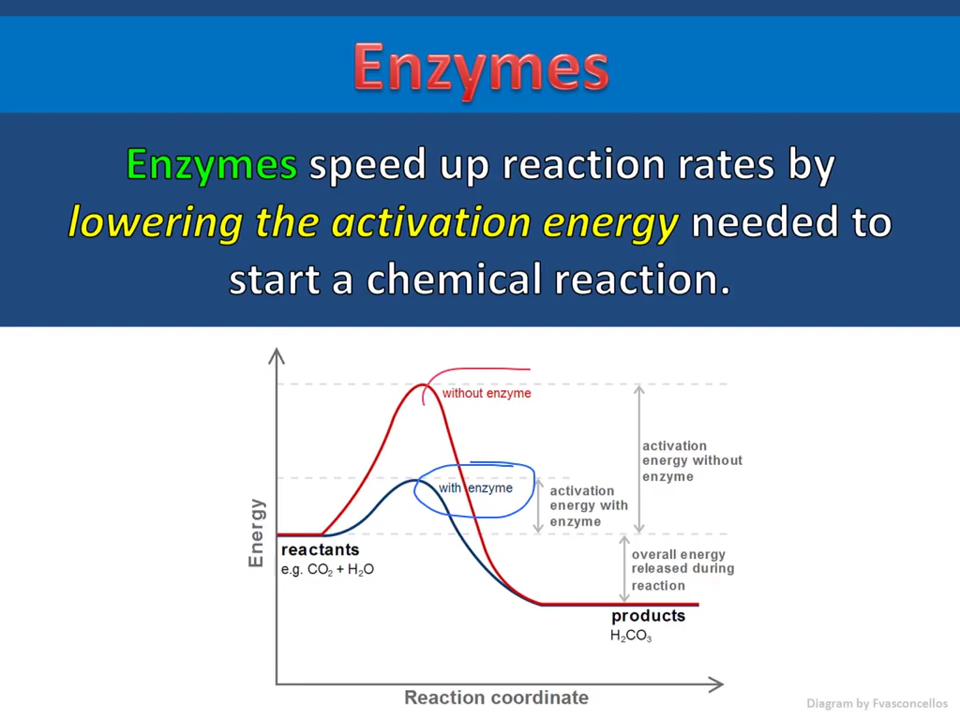 Enzymes
Enzymes speed up reaction rates by
lowering the activation energy needed to
start a chemical reaction.
without enzyme
activation
energy without
enzyme
with enzyme
activation
energy with
enzyme
Energy
reactants
e.g. CO₂ + H₂O
overall energy
released during
reaction
products
H₂CO₃
Reaction coordinate
Diagram by Fvasconcellos